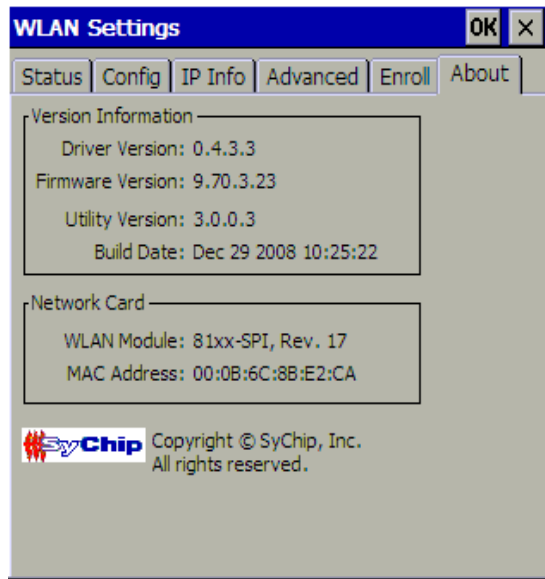 WLAN Settings OK ×
Status Config IP Info Advanced Enroll About
Version Information
Driver Version: 0.4.3.3
Firmware Version: 9.70.3.23
Utility Version: 3.0.0.3
Build Date: Dec 29 2008 10:25:22
Network Card
WLAN Module: 81xx-SPI, Rev. 17
MAC Address: 00:0B:6C:8B:E2:CA
SyChip Copyright © SyChip, Inc.
All rights reserved.